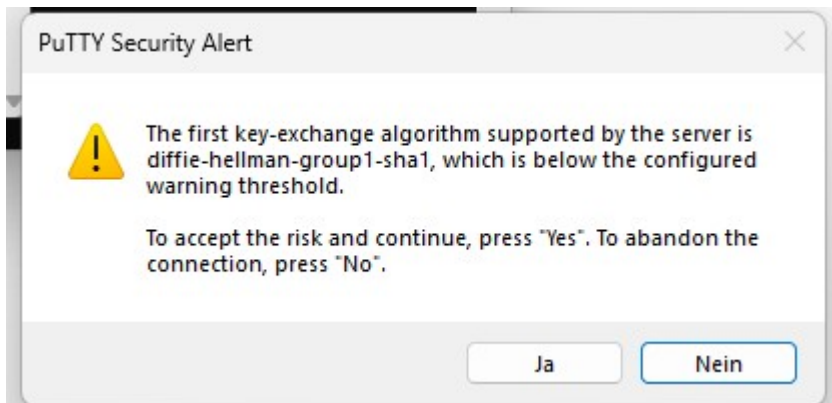 PuTTY Security Alert
The first key-exchange algorithm supported by the server is
diffie-hellman-group1-sha1, which is below the configured
warning threshold.
To accept the risk and continue, press "Yes". To abandon the
connection, press "No".
Ja
Nein